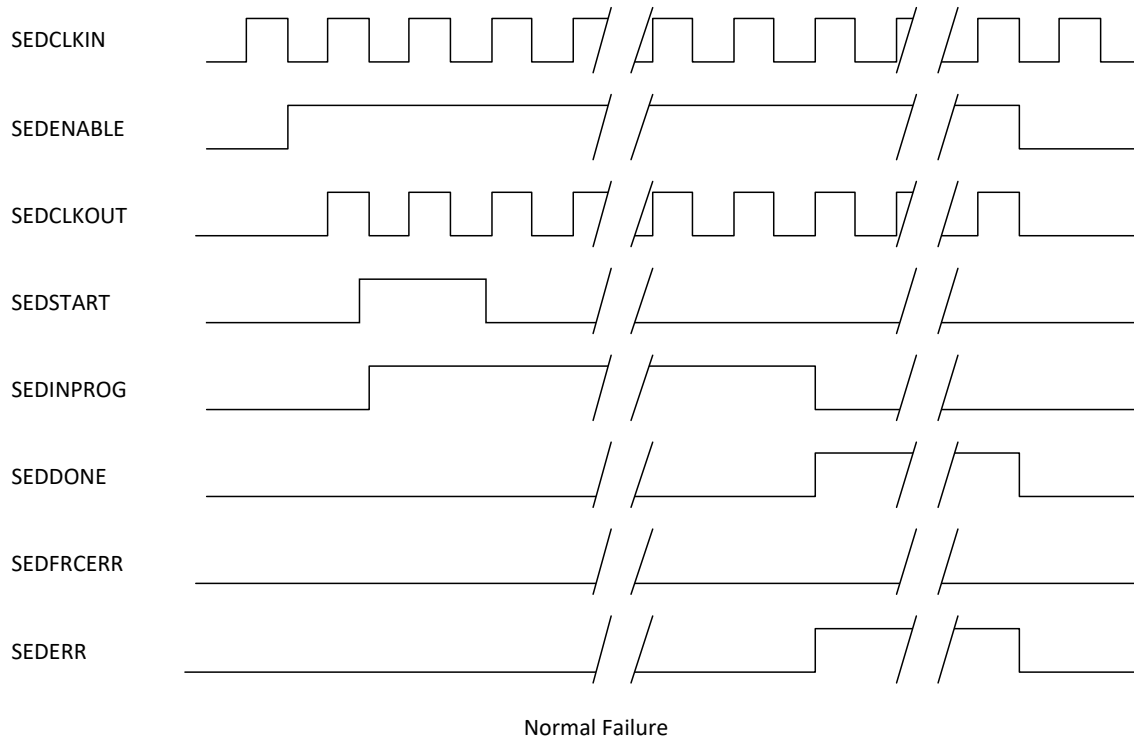 SEDCLKIN
SEDENABLE
SEDCLKOUT
SEDSTART
SEDINPROG
SEDDONE
SEDFRCERR
SEDERR
Normal Failure